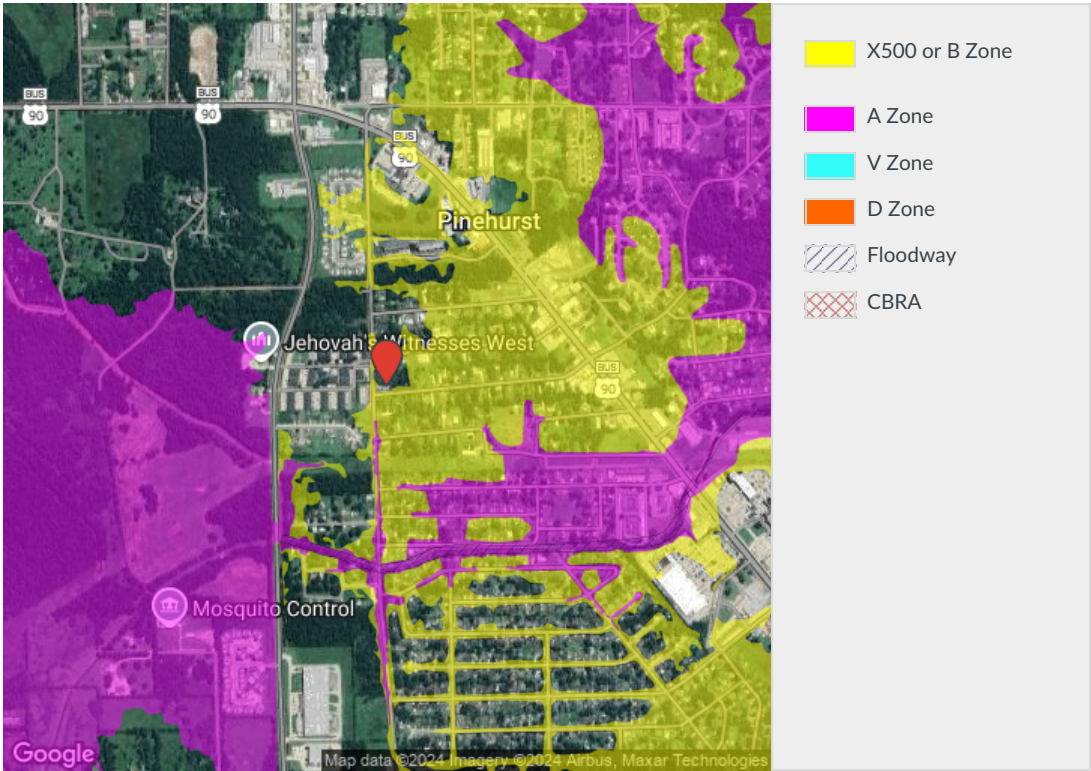 BUS
90
BUS
90
BUS
90
Pinehurst
Jehovah's Witnesses West
BUS
90
Mosquito Control
Google
Map data ©2024 Imagery ©2024 Airbus, Maxar Technologies
X500 or B Zone
A Zone
V Zone
D Zone
Floodway
CBRA